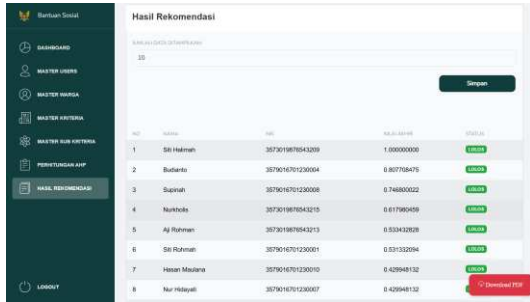 Bantuan Sosial
DASHBOARD
MASTER USERS
MASTER WARGA
MASTER KRITERIA
MASTER SUB KRITERIA
PERHITUNGAN AHP
HASIL REKOMENDASI
LOGOUT
Hasil Rekomendasi
Simpan
NO NAMA NIK NILAI AKHIR STATUS
1 Siti Halimah 3573019876543209 1.000000000 LOLOS
2 Budianto 3579016701230004 0.807708475 LOLOS
3 Supinah 3579016701230008 0.746800022 LOLOS
4 Nurkholis 3573019876543215 0.617980459 LOLOS
5 Aji Rohman 3573019876543213 0.533432828 LOLOS
6 Siti Rohmah 3579016701230001 0.531332094 LOLOS
7 Hasan Maulana 3579016701230010 0.429948132 LOLOS
8 Nur Hidayati 3579016701230007 0.429948132
Download PDF